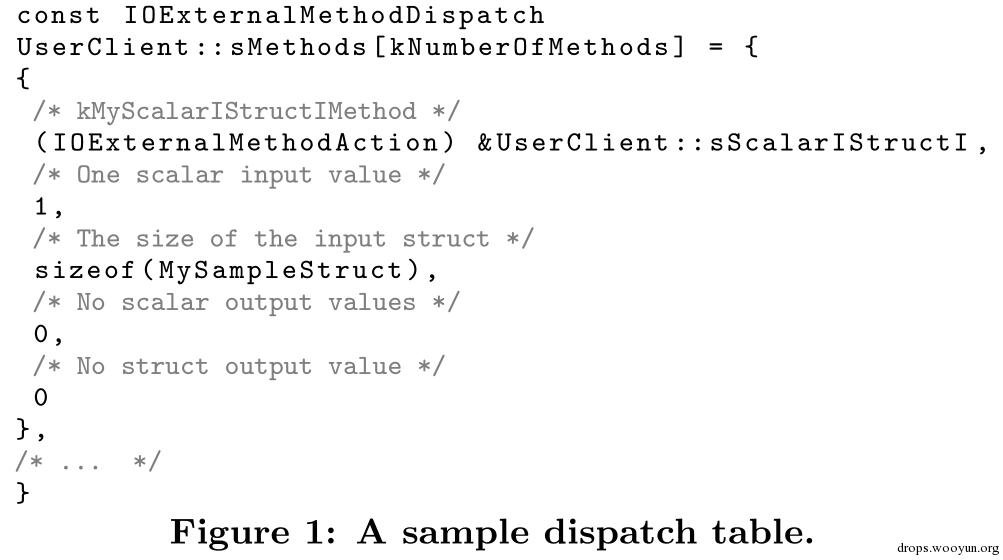 const IOExternalMethodDispatch
UserClient::sMethods[kNumberOfMethods] = {
{
/* kMyScalarIStructIMethod */
(IOExternalMethodAction) &UserClient::sScalarIStructI,
/* One scalar input value */
1,
/* The size of the input struct */
sizeof(MySampleStruct),
/* No scalar output values */
0,
/* No struct output value */
0
},
/* ... */
}
Figure 1: A sample dispatch table.
drops.wooyun.org